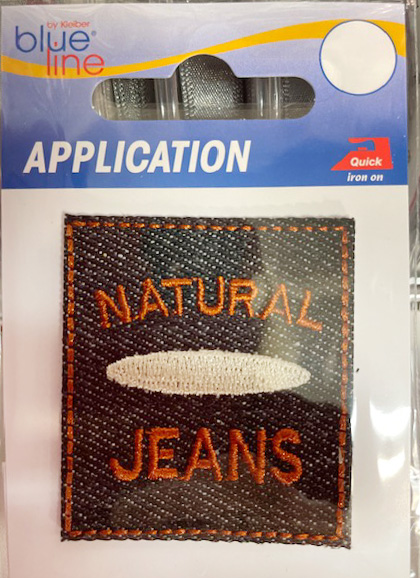 by Kleiber
blue®
line
APPLICATION
Quick
iron on
NATURAL
JEANS